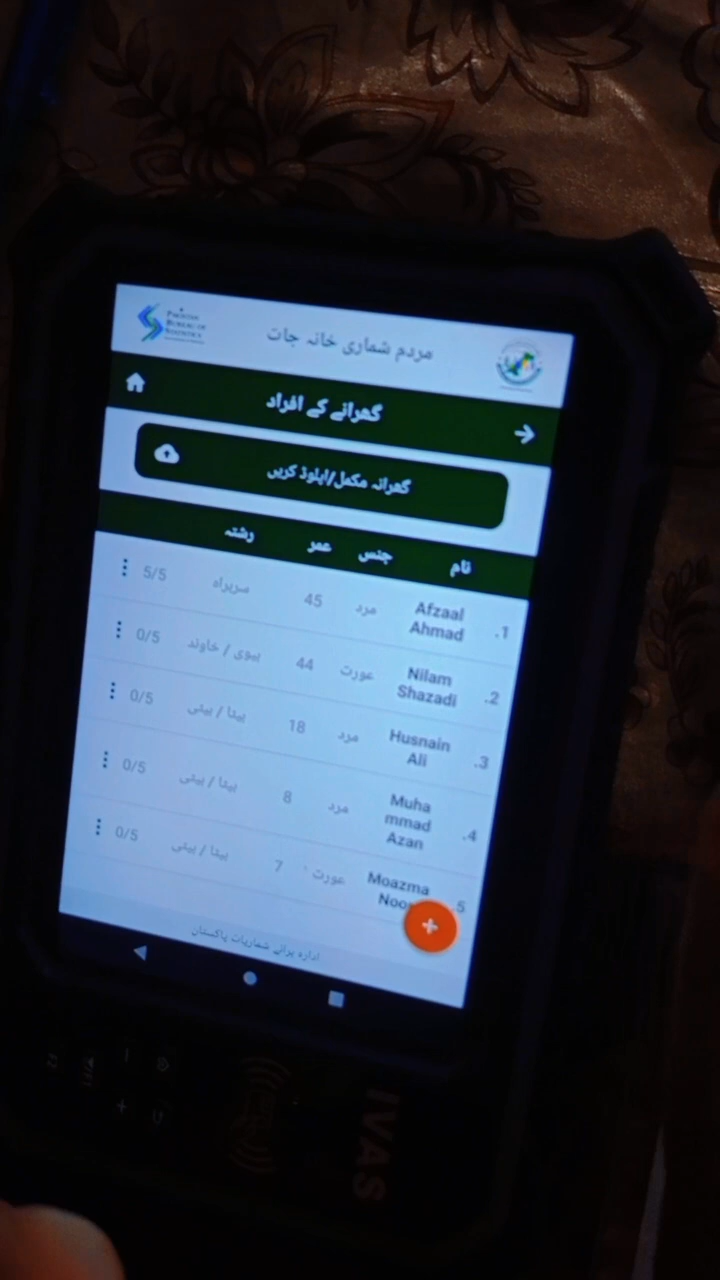 PAKISTAN
BUREAU OF
STATISTICS
مردم شماری خانہ جات
گھرانے کے افراد
گھرانہ مکمل/اپلوڈ کریں
نام جنس عمر رشتہ
1. Afzaal Ahmad مرد 45 سربراہ 5/5
2. Nilam Shazadi عورت 44 بیوی / خاوند 0/5
3. Husnain Ali مرد 18 بیٹا / بیٹی 0/5
4. Muha mmad Azan مرد 8 بیٹا / بیٹی 0/5
5 Moazma عورت 7 بیٹا / بیٹی 0/5
+
ادارہ برائے شماریات پاکستان
IVAS